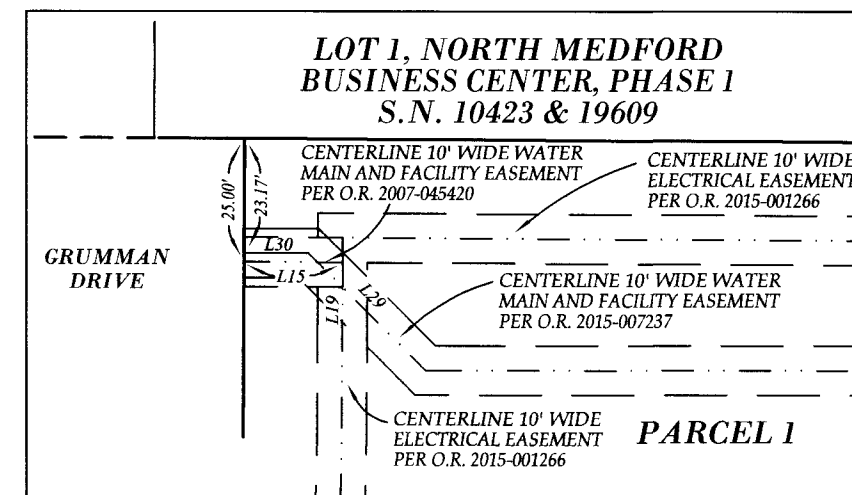 LOT 1, NORTH MEDFORD
BUSINESS CENTER, PHASE 1
S.N. 10423 & 19609
CENTERLINE 10' WIDE WATER
MAIN AND FACILITY EASEMENT
PER O.R. 2007-045420
CENTERLINE 10' WIDE
ELECTRICAL EASEMENT
PER O.R. 2015-001266
25.00'
23.17'
GRUMMAN
DRIVE
L30
L15
L19
L29
CENTERLINE 10' WIDE WATER
MAIN AND FACILITY EASEMENT
PER O.R. 2015-007237
CENTERLINE 10' WIDE
ELECTRICAL EASEMENT
PER O.R. 2015-001266
PARCEL 1